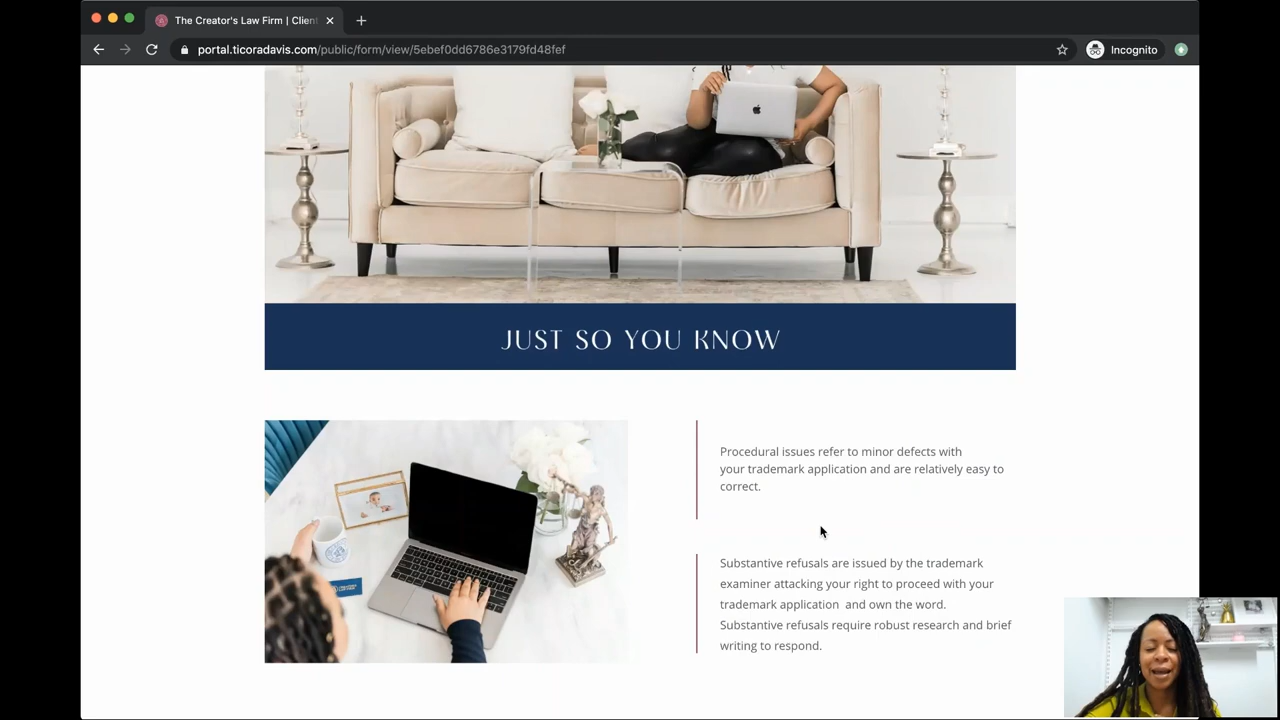 The Creator's Law Firm | Client
portal.ticoradavis.com/public/form/view/5ebef0dd6786e3179fd48fef
Incognito
JUST SO YOU KNOW
Procedural issues refer to minor defects with
your trademark application and are relatively easy to
correct.
Substantive refusals are issued by the trademark
examiner attacking your right to proceed with your
trademark application and own the word.
Substantive refusals require robust research and brief
writing to respond.